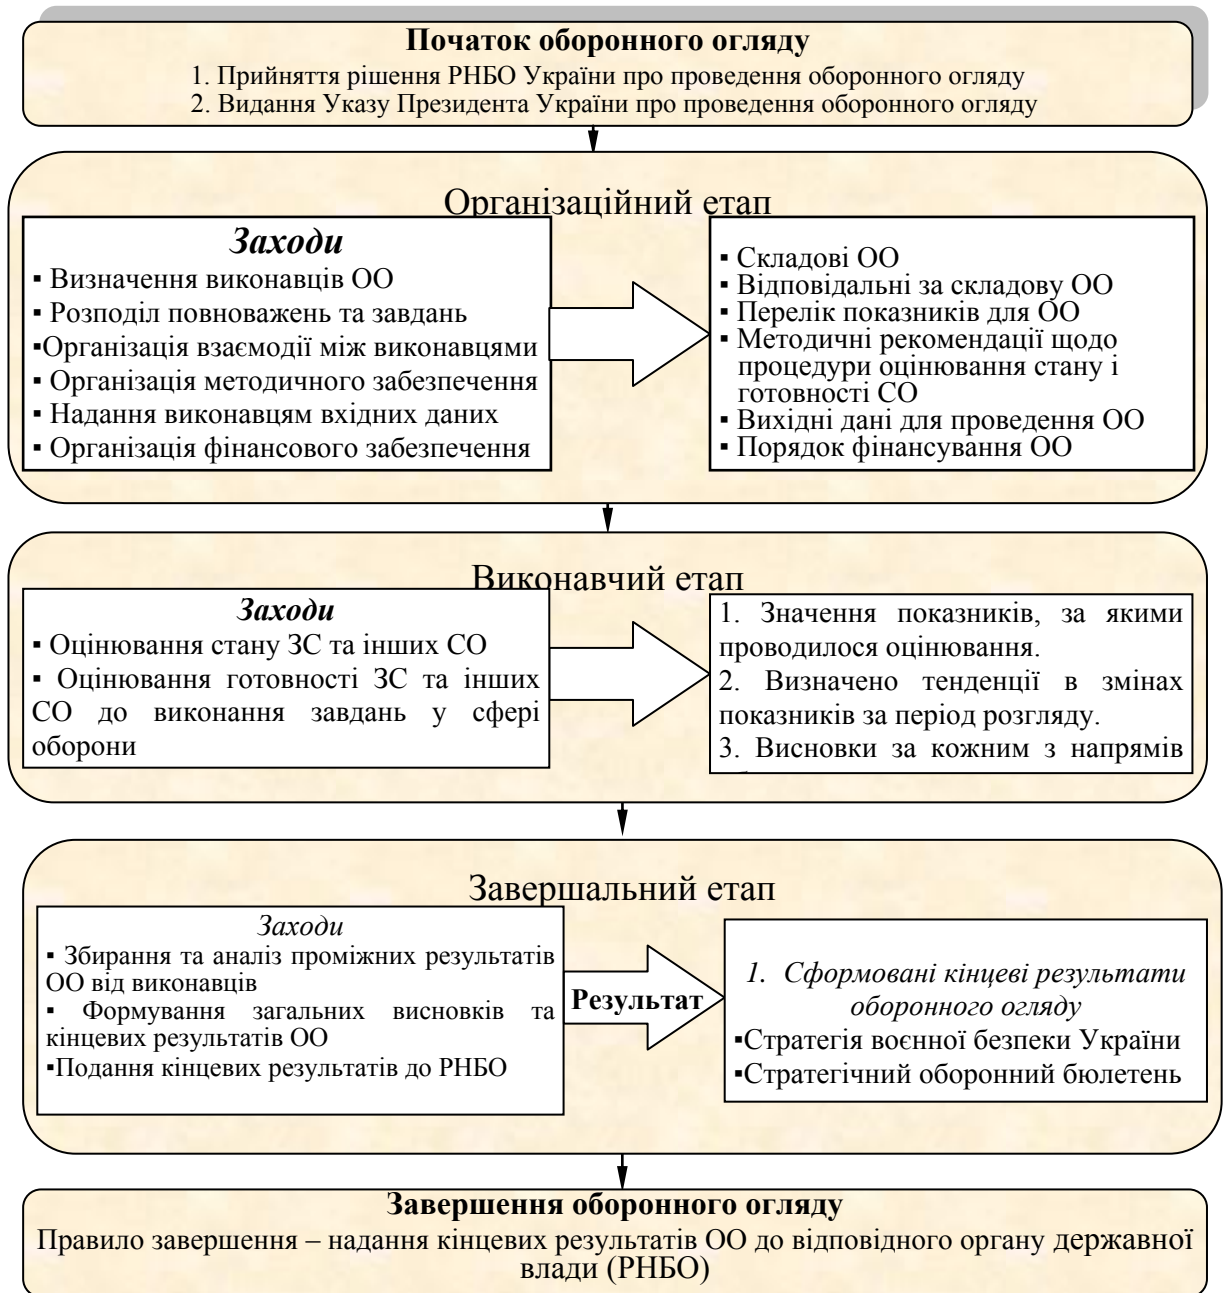 Початок оборонного огляду
1. Прийняття рішення РНБО України про проведення оборонного огляду
2. Видання Указу Президента України про проведення оборонного огляду
Організаційний етап
Заходи
▪ Визначення виконавців ОО
▪ Розподіл повноважень та завдань
▪Організація взаємодії між виконавцями
▪ Організація методичного забезпечення
▪ Надання виконавцям вхідних даних
▪ Організація фінансового забезпечення
▪ Складові ОО
▪ Відповідальні за складову ОО
▪ Перелік показників для ОО
▪ Методичні рекомендації щодо
процедури оцінювання стану і
готовності СО
▪ Вихідні дані для проведення ОО
▪ Порядок фінансування ОО
Виконавчий етап
Заходи
▪ Оцінювання стану ЗС та інших СО
▪ Оцінювання готовності ЗС та інших
СО до виконання завдань у сфері
оборони
1. Значення показників, за якими
проводилося оцінювання.
2. Визначено тенденції в змінах
показників за період розгляду.
3. Висновки за кожним з напрямів
Завершальний етап
Заходи
▪ Збирання та аналіз проміжних результатів
ОО від виконавців
▪ Формування загальних висновків та
кінцевих результатів ОО
▪Подання кінцевих результатів до РНБО
Результат
1. Сформовані кінцеві результати
оборонного огляду
▪Стратегія воєнної безпеки України
▪Стратегічний оборонний бюлетень
Завершення оборонного огляду
Правило завершення – надання кінцевих результатів ОО до відповідного органу державної
влади (РНБО)